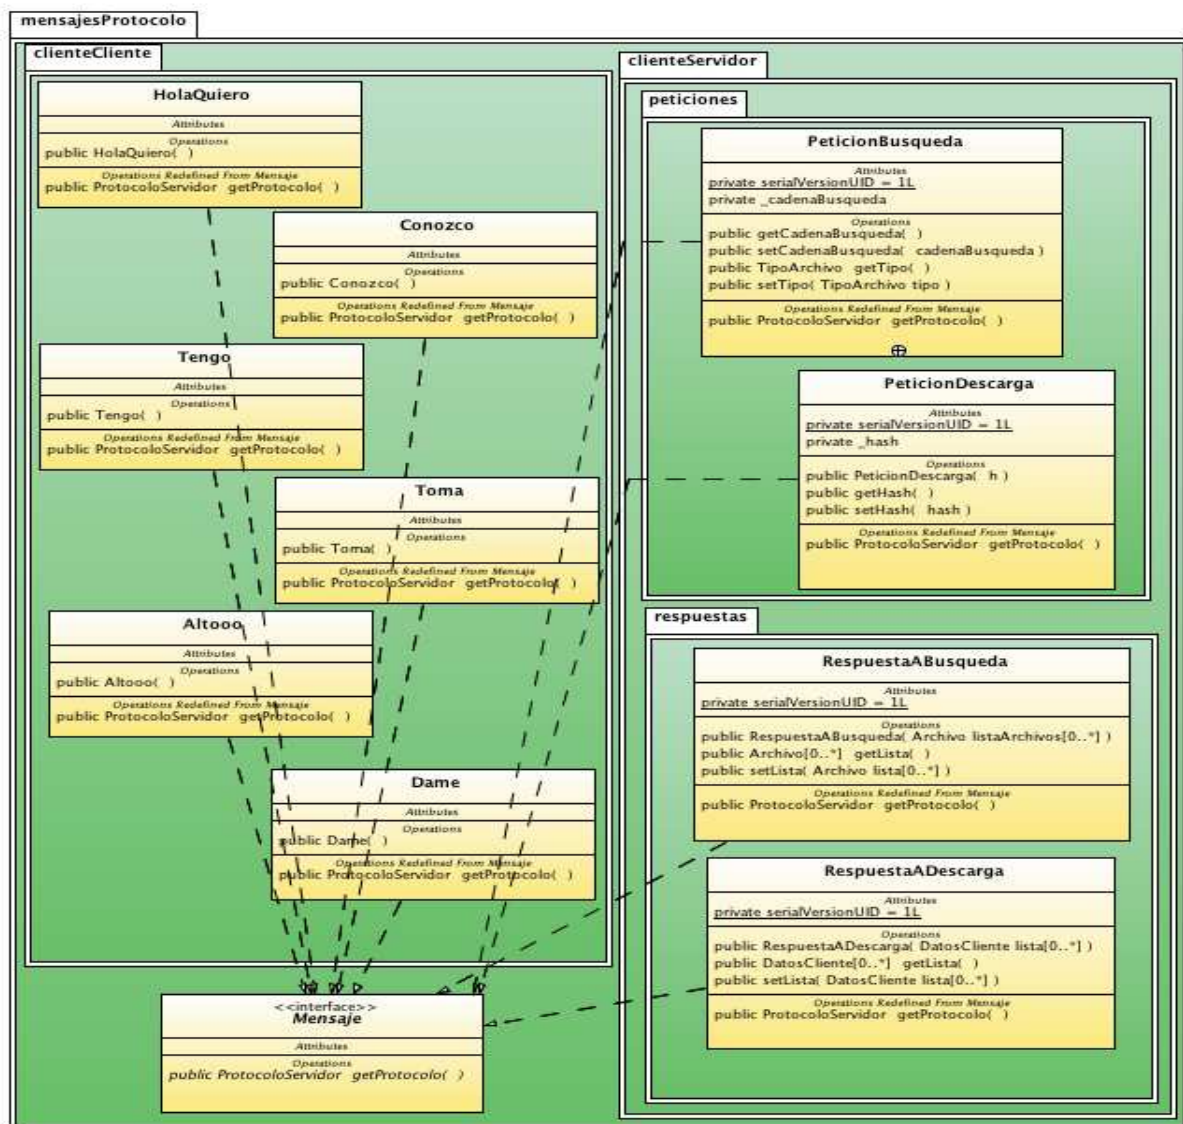 mensajesProtocolo
clienteCliente
HolaQuiero
Attributes
Operations
public HolaQuiero( )
Operations Redefined From Mensaje
public ProtocoloServidor getProtocolo( )
Conozco
Attributes
Operations
public Conozco( )
Operations Redefined From Mensaje
public ProtocoloServidor getProtocolo( )
Tengo
Attributes
Operations
public Tengo( )
Operations Redefined From Mensaje
public ProtocoloServidor getProtocolo( )
Toma
Attributes
Operations
public Toma( )
Operations Redefined From Mensaje
public ProtocoloServidor getProtocolo( )
Altooo
Attributes
Operations
public Altooo( )
Operations Redefined From Mensaje
public ProtocoloServidor getProtocolo( )
Dame
Attributes
Operations
public Dame( )
Operations Redefined From Mensaje
public ProtocoloServidor getProtocolo( )
<<interface>>
Mensaje
Attributes
Operations
public ProtocoloServidor getProtocolo( )
clienteServidor
peticiones
PeticionBusqueda
Attributes
private serialVersionUID = 1L
private _cadenaBusqueda
Operations
public getCadenaBusqueda( )
public setCadenaBusqueda( cadenaBusqueda )
public TipoArchivo getTipo( )
public setTipo( TipoArchivo tipo )
Operations Redefined From Mensaje
public ProtocoloServidor getProtocolo( )
PeticionDescarga
Attributes
private serialVersionUID = 1L
private _hash
Operations
public PeticionDescarga( h )
public getHash( )
public setHash( hash )
Operations Redefined From Mensaje
public ProtocoloServidor getProtocolo( )
respuestas
RespuestaABusqueda
Attributes
private serialVersionUID = 1L
Operations
public RespuestaABusqueda( Archivo listaArchivos[0..*] )
public Archivo[0..*] getLista( )
public setLista( Archivo lista[0..*] )
Operations Redefined From Mensaje
public ProtocoloServidor getProtocolo( )
RespuestaADescarga
Attributes
private serialVersionUID = 1L
Operations
public RespuestaADescarga( DatosCliente lista[0..*] )
public DatosCliente[0..*] getLista( )
public setLista( DatosCliente lista[0..*] )
Operations Redefined From Mensaje
public ProtocoloServidor getProtocolo( )